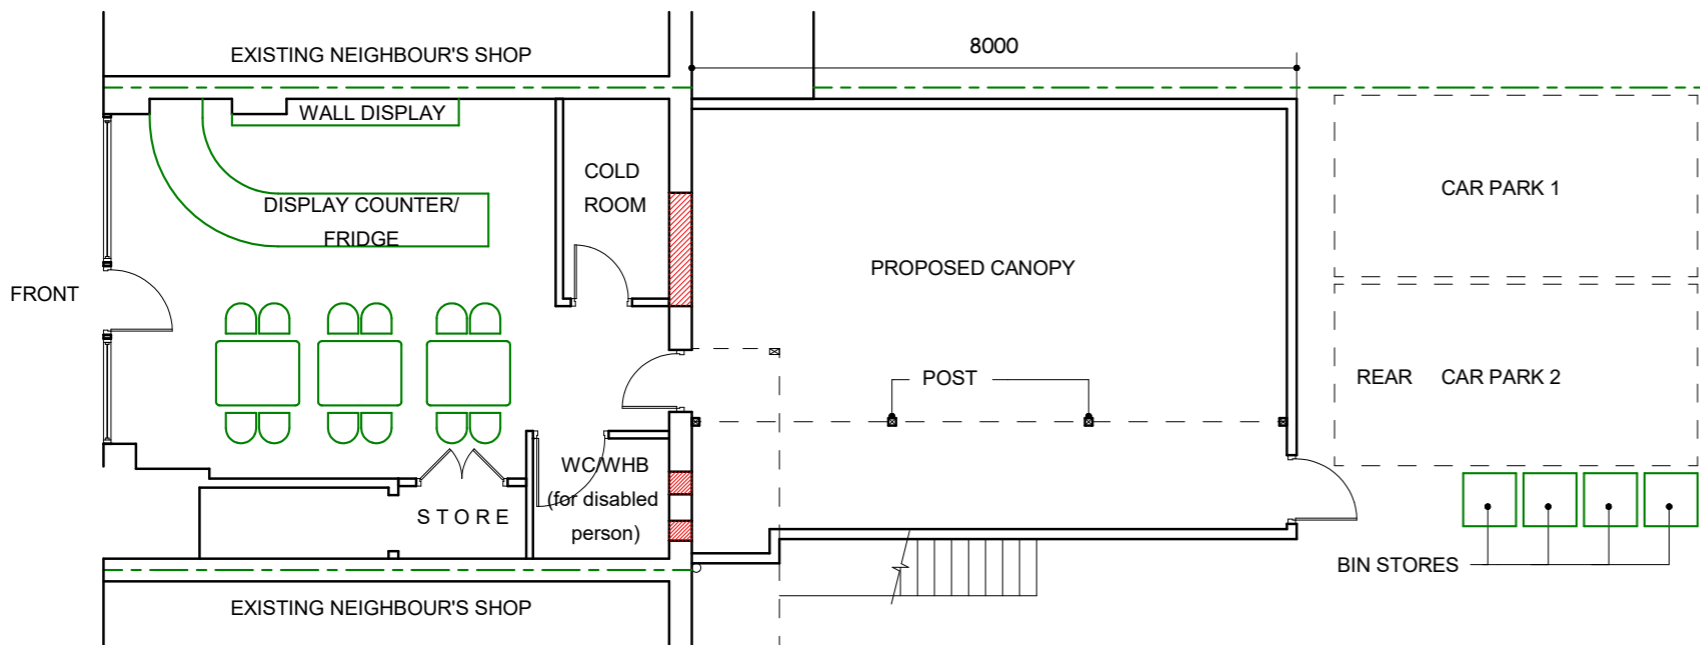 EXISTING NEIGHBOUR'S SHOP
8000
WALL DISPLAY
COLD
ROOM
DISPLAY COUNTER/
FRIDGE
CAR PARK 1
PROPOSED CANOPY
FRONT
POST
REAR
CAR PARK 2
WC/WHB
(for disabled
person)
STORE
BIN STORES
EXISTING NEIGHBOUR'S SHOP